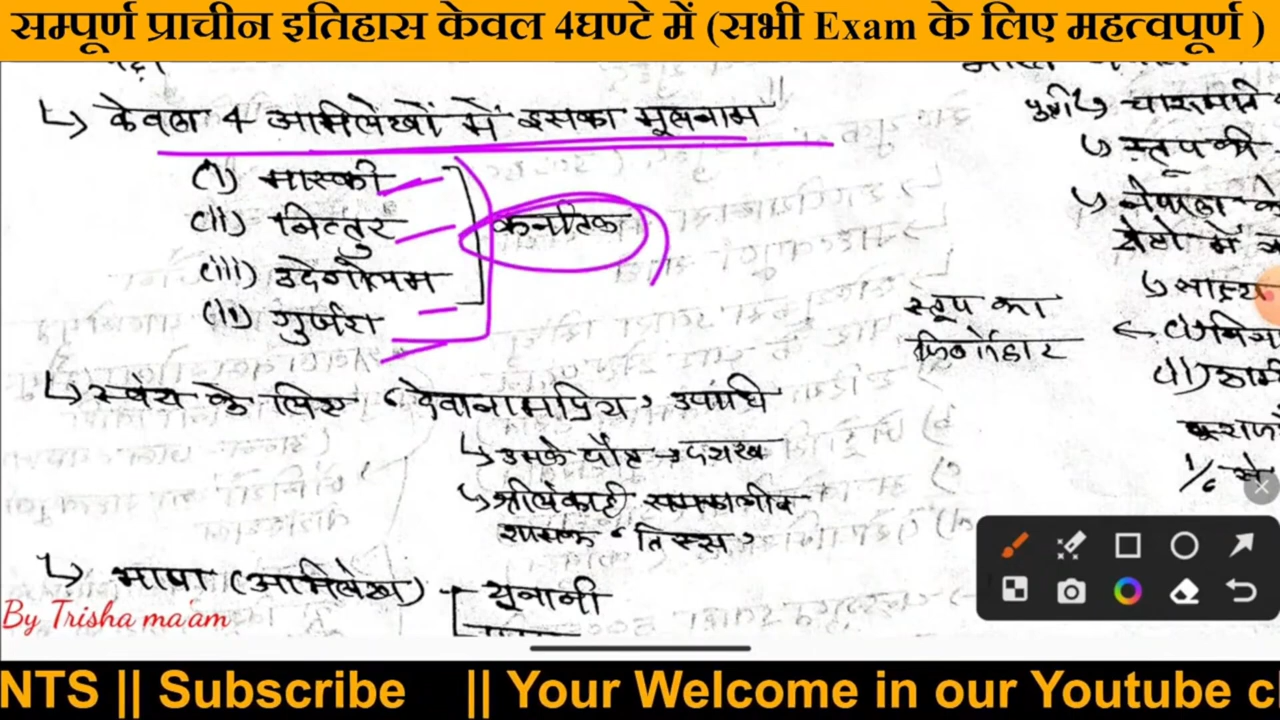 सम्पूर्ण प्राचीन इतिहास केवल 4घण्टे में (सभी Exam के लिए महत्वपूर्ण )
↳ केवल 4 अभिलेखों में इसका मूलनाम
(i) मास्की
(ii) नित्तुर
(iii) उदेगोलम
(iv) गुर्जरा
कर्नाटक
↳ स्वयं के लिए 'देवानामप्रिय' उपाधि
↳ उसके पौत्र → दशरथ
↳ श्रीलंकाई समकालीन
शासक 'तिस्स'
↳ भाषा (अभिलेख) - यूनानी
↳ स्तूप की
स्तूप का
By Trisha ma'am
NTS || Subscribe || Your Welcome in our Youtube c